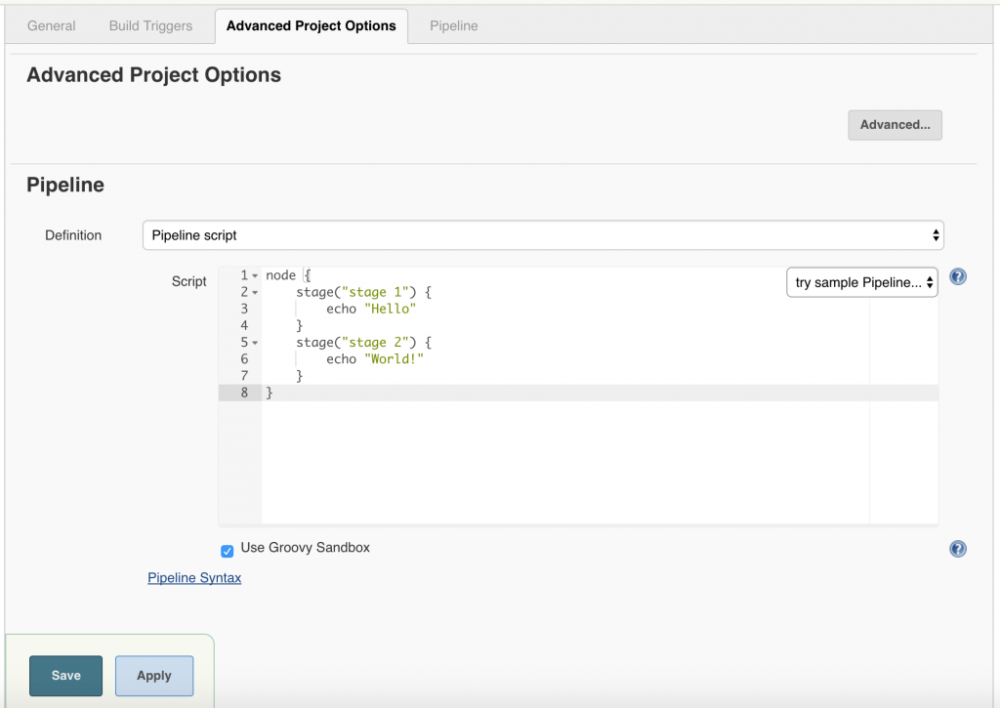 General Build Triggers Advanced Project Options Pipeline
Advanced Project Options
Advanced...
Pipeline
Definition Pipeline script
Script
try sample Pipeline...
1 node {
2 stage("stage 1") {
3 echo "Hello"
4 }
5 stage("stage 2") {
6 echo "World!"
7 }
8 }
Use Groovy Sandbox
Pipeline Syntax
Save Apply